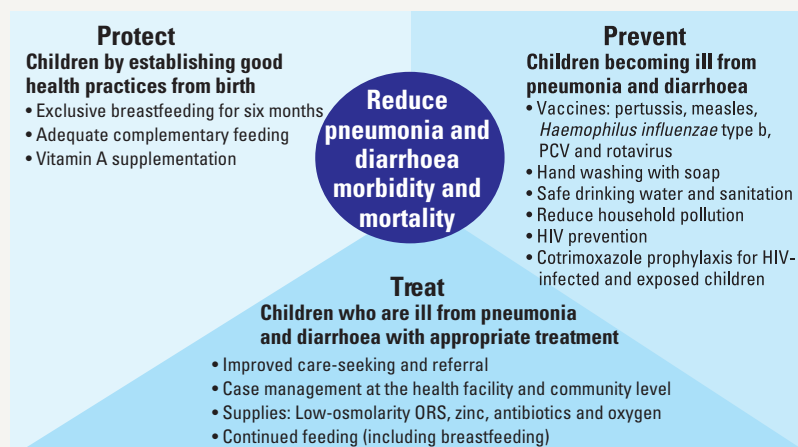 Protect
Children by establishing good
health practices from birth
• Exclusive breastfeeding for six months
• Adequate complementary feeding
• Vitamin A supplementation
Reduce
pneumonia and
diarrhoea
morbidity and
mortality
Prevent
Children becoming ill from
pneumonia and diarrhoea
• Vaccines: pertussis, measles,
Haemophilus influenzae type b,
PCV and rotavirus
• Hand washing with soap
• Safe drinking water and sanitation
• Reduce household pollution
• HIV prevention
• Cotrimoxazole prophylaxis for HIV-
infected and exposed children
Treat
Children who are ill from pneumonia
and diarrhoea with appropriate treatment
• Improved care-seeking and referral
• Case management at the health facility and community level
• Supplies: Low-osmolarity ORS, zinc, antibiotics and oxygen
• Continued feeding (including breastfeeding)